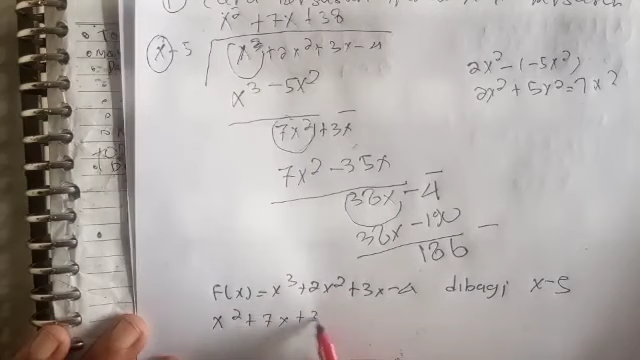 x² + 7x + 38
x - 5 x³ + 2x² + 3x - 4
x³ - 5x²
7x² + 3x
7x² - 35x
38x - 4
38x - 190
186
2x² - (-5x²)
2x² + 5x² = 7x²
F(x) = x³ + 2x² + 3x - 4 dibagi x - 5
x² + 7x + 3